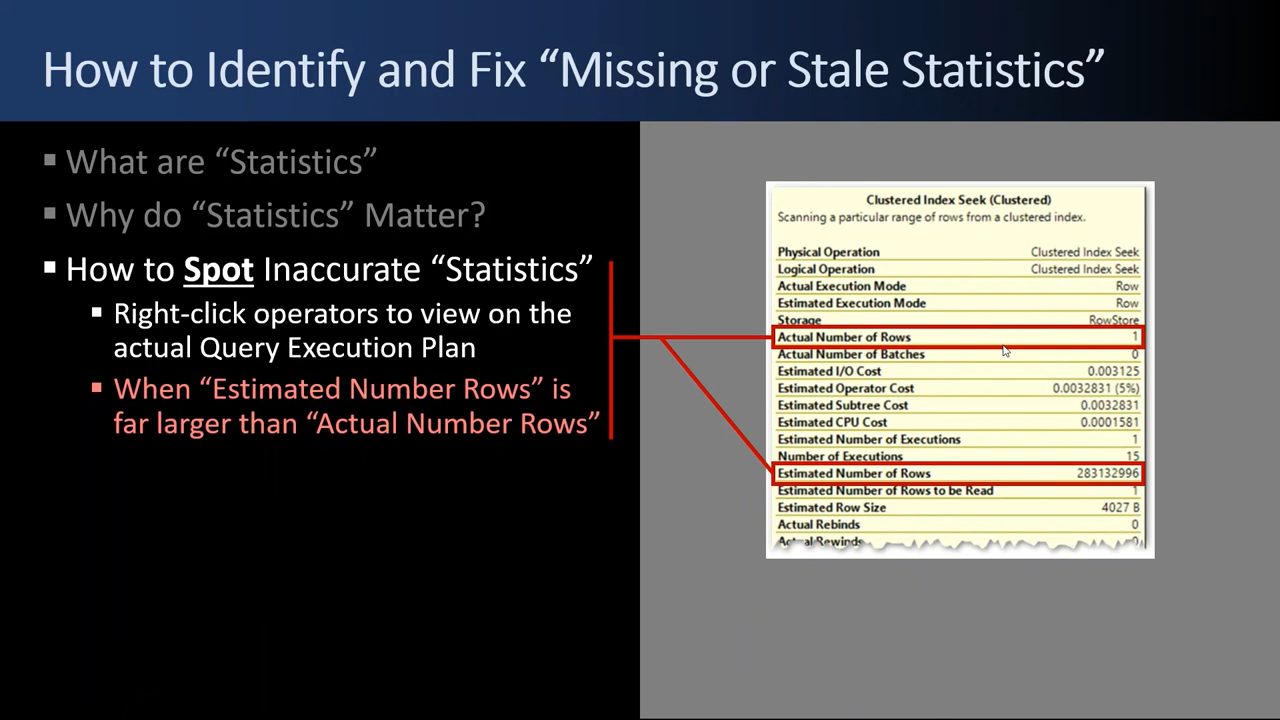 How to Identify and Fix “Missing or Stale Statistics”
▪ What are “Statistics”
▪ Why do “Statistics” Matter?
▪ How to Spot Inaccurate “Statistics”
▪ Right-click operators to view on the
actual Query Execution Plan
▪ When “Estimated Number Rows” is
far larger than “Actual Number Rows”
Clustered Index Seek (Clustered)
Scanning a particular range of rows from a clustered index.
Physical Operation Clustered Index Seek
Logical Operation Clustered Index Seek
Actual Execution Mode Row
Estimated Execution Mode Row
Storage RowStore
Actual Number of Rows 1
Actual Number of Batches 0
Estimated I/O Cost 0.003125
Estimated Operator Cost 0.0032831 (5%)
Estimated Subtree Cost 0.0032831
Estimated CPU Cost 0.0001581
Estimated Number of Executions 1
Number of Executions 15
Estimated Number of Rows 283132996
Estimated Number of Rows to be Read 1
Estimated Row Size 4027 B
Actual Rebinds 0
Actual Rewinds 0